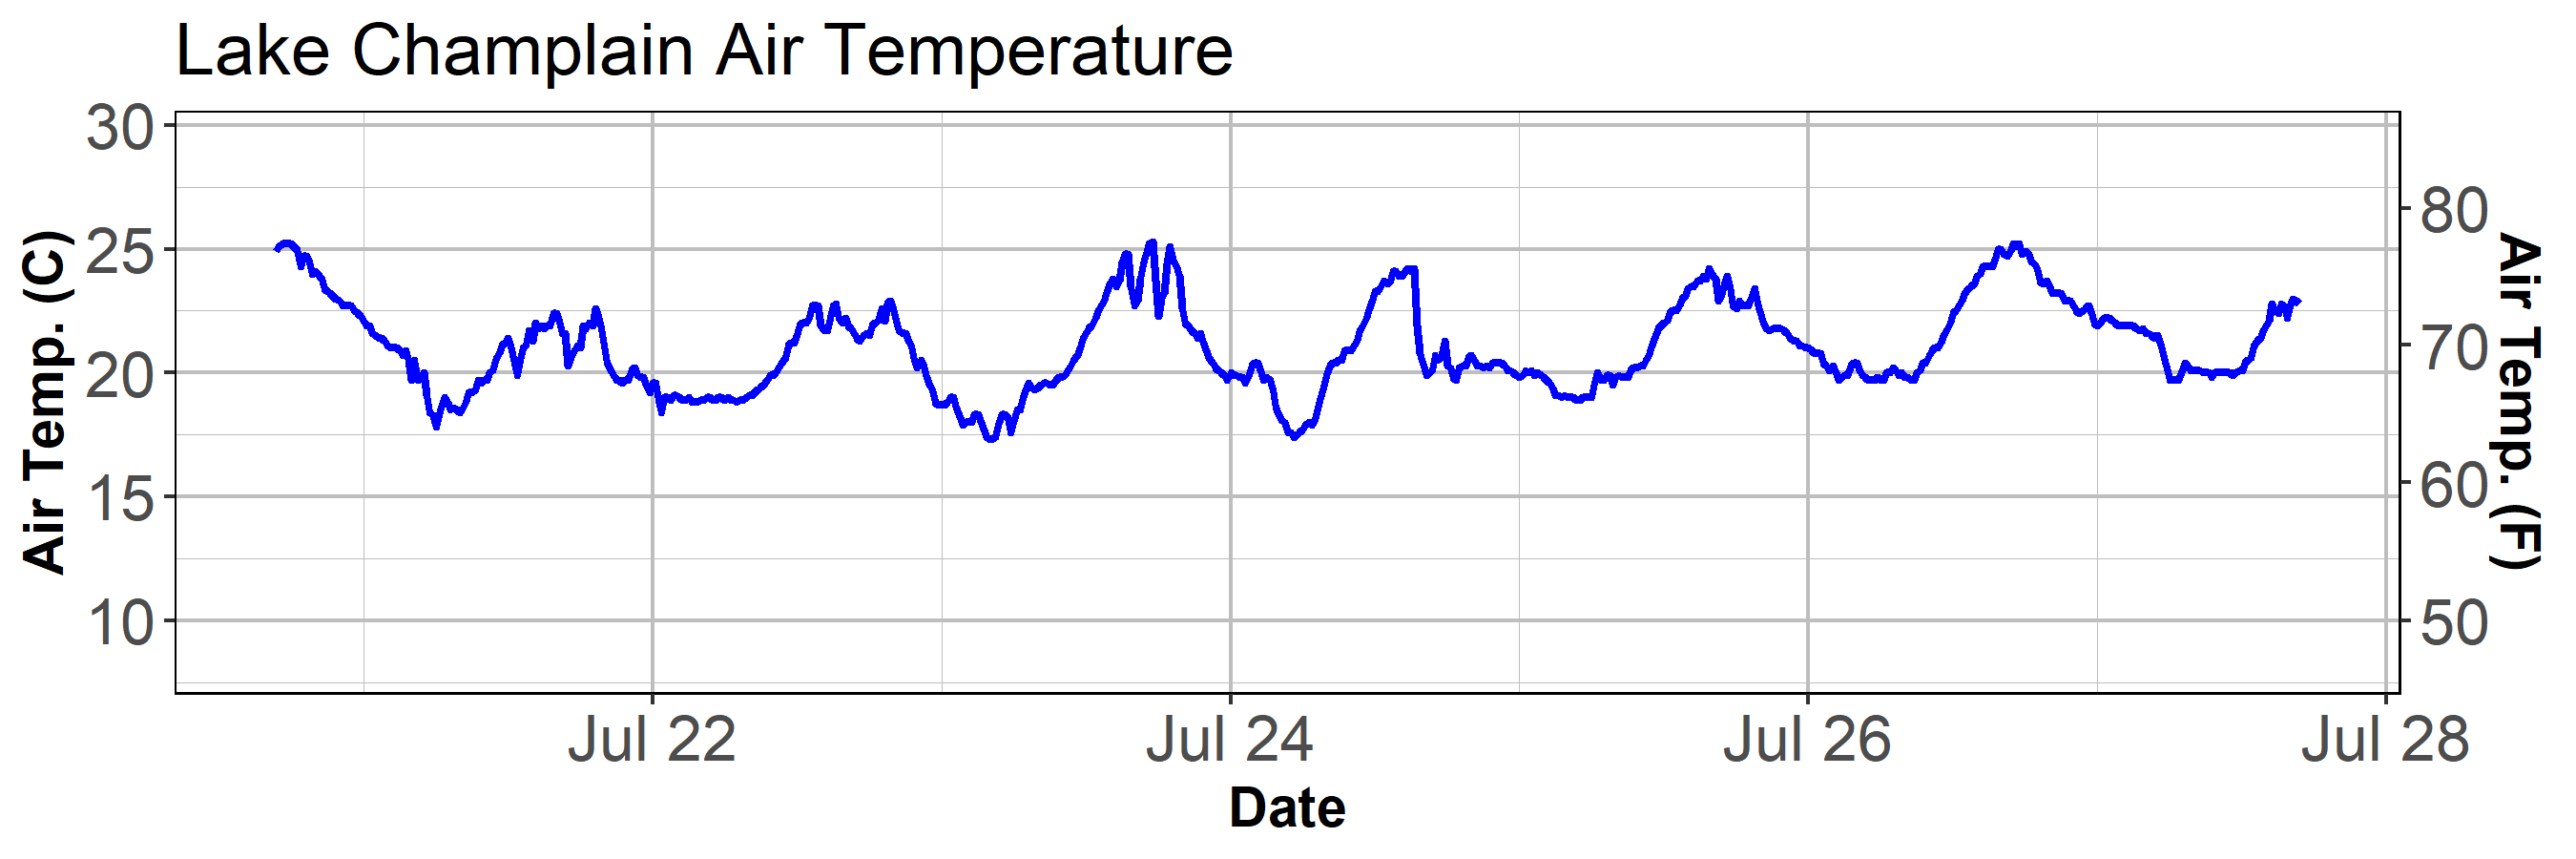 Lake Champlain Air Temperature
Air Temp. (C)
30
25
20
15
10
80
70
60
50
Air Temp. (F)
Jul 22 Jul 24 Jul 26 Jul 28
Date